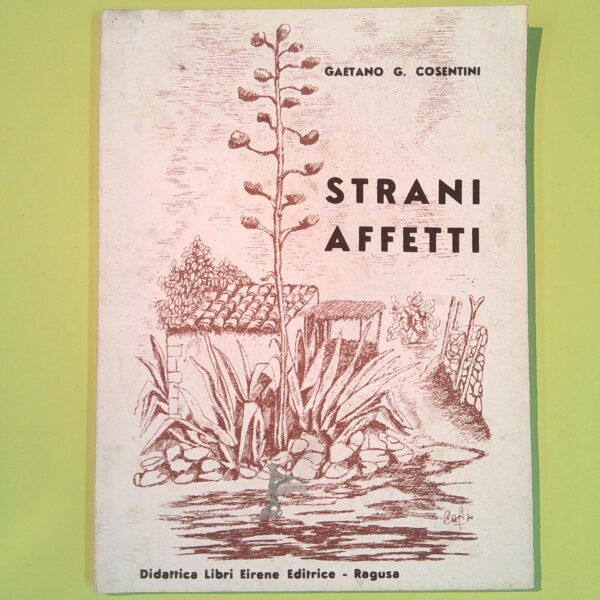 GAETANO G. COSENTINI
STRANI
AFFETTI
Didattica Libri Eirene Editrice - Ragusa